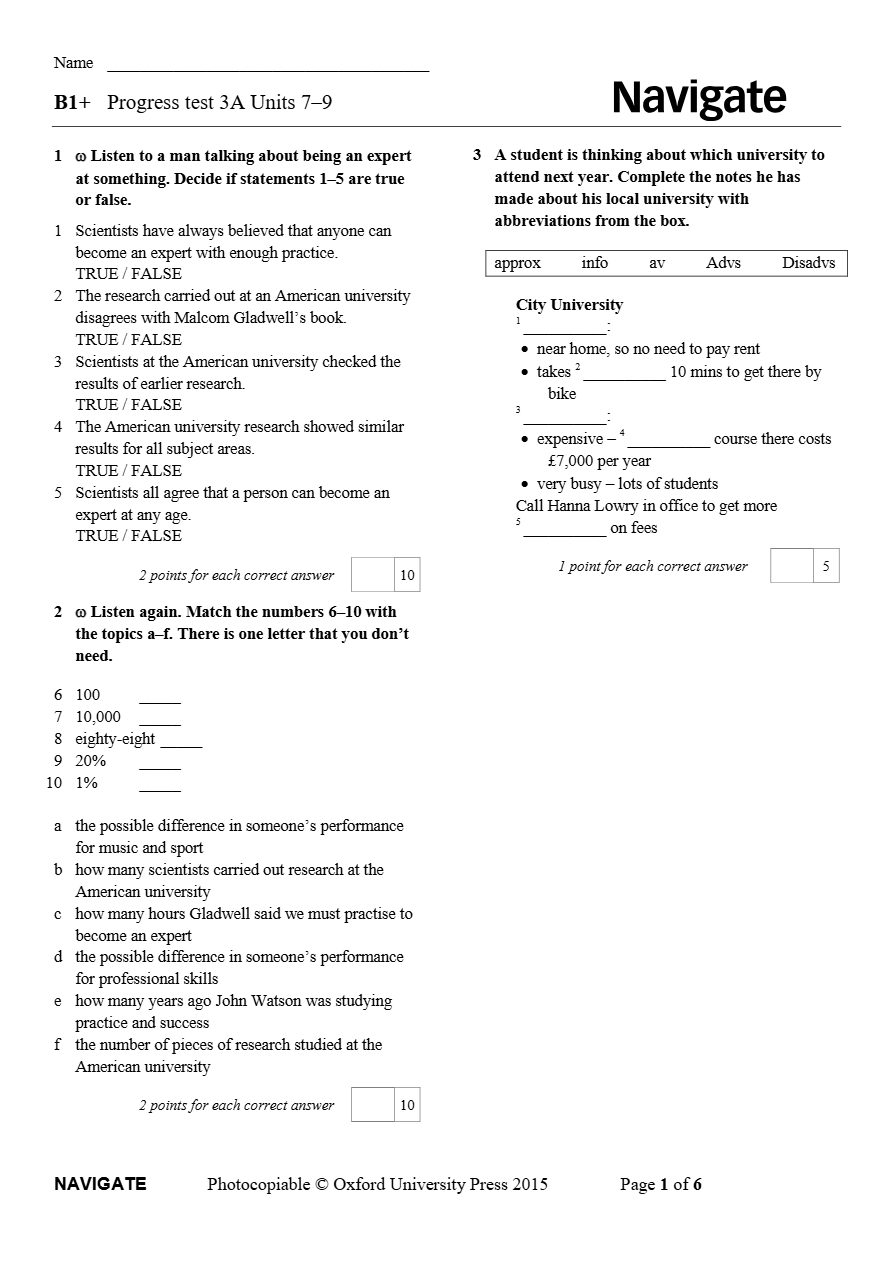 Name ______________________________________
B1+ Progress test 3A Units 7–9
Navigate
1 ω Listen to a man talking about being an expert
at something. Decide if statements 1–5 are true
or false.
1 Scientists have always believed that anyone can
become an expert with enough practice.
TRUE / FALSE
2 The research carried out at an American university
disagrees with Malcom Gladwell’s book.
TRUE / FALSE
3 Scientists at the American university checked the
results of earlier research.
TRUE / FALSE
4 The American university research showed similar
results for all subject areas.
TRUE / FALSE
5 Scientists all agree that a person can become an
expert at any age.
TRUE / FALSE
2 points for each correct answer 10
2 ω Listen again. Match the numbers 6–10 with
the topics a–f. There is one letter that you don’t
need.
6 100 _____
7 10,000 _____
8 eighty-eight _____
9 20% _____
10 1% _____
a the possible difference in someone’s performance
for music and sport
b how many scientists carried out research at the
American university
c how many hours Gladwell said we must practise to
become an expert
d the possible difference in someone’s performance
for professional skills
e how many years ago John Watson was studying
practice and success
f the number of pieces of research studied at the
American university
2 points for each correct answer 10
3 A student is thinking about which university to
attend next year. Complete the notes he has
made about his local university with
abbreviations from the box.
approx info av Advs Disadvs
City University
1 __________:
• near home, so no need to pay rent
• takes 2 __________ 10 mins to get there by
bike
3 __________:
• expensive – 4 __________ course there costs
£7,000 per year
• very busy – lots of students
Call Hanna Lowry in office to get more
5 __________ on fees
1 point for each correct answer 5
NAVIGATE Photocopiable © Oxford University Press 2015 Page 1 of 6